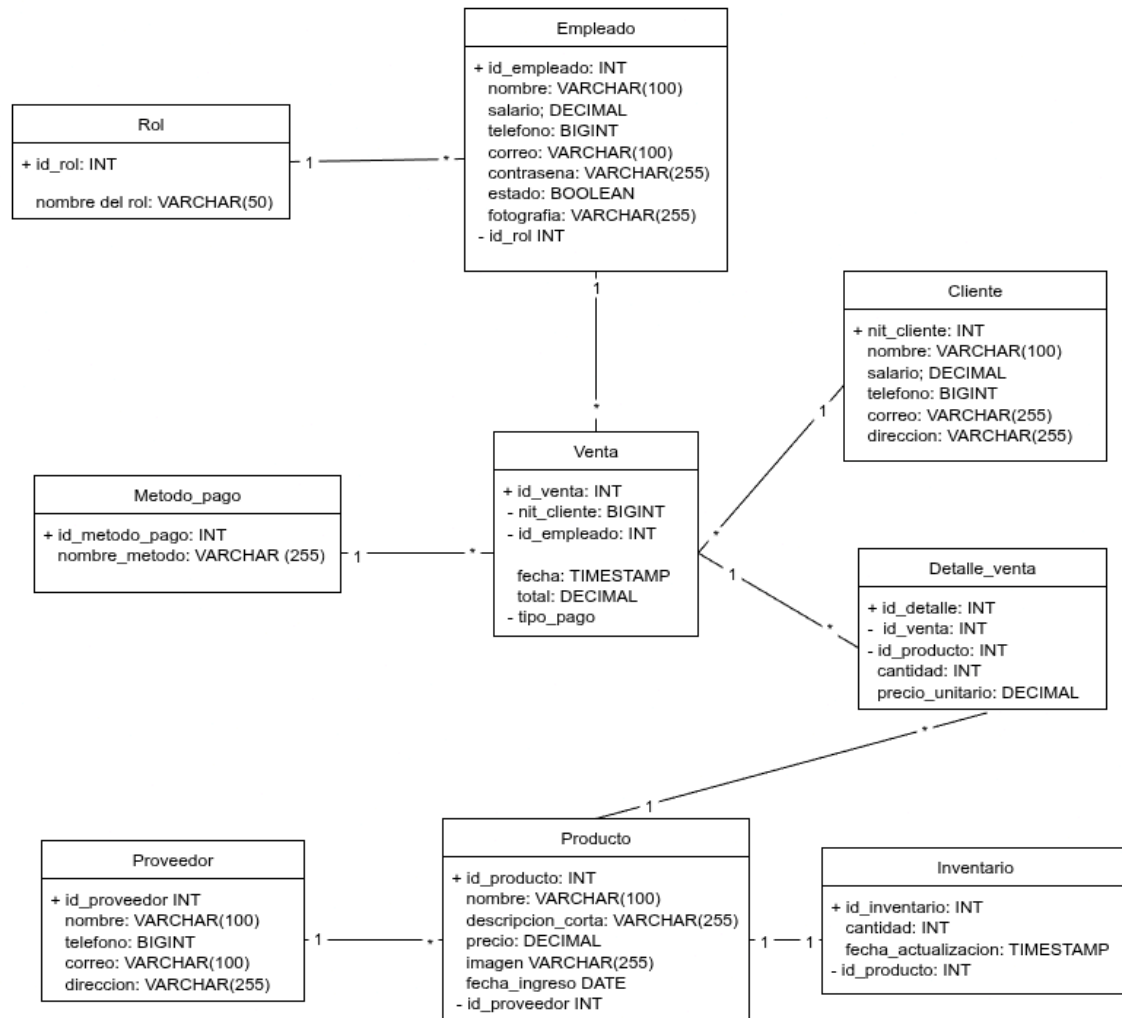 Empleado
+ id_empleado: INT
nombre: VARCHAR(100)
salario; DECIMAL
telefono: BIGINT
correo: VARCHAR(100)
contrasena: VARCHAR(255)
estado: BOOLEAN
fotografia: VARCHAR(255)
- id_rol INT
Rol
+ id_rol: INT
nombre del rol: VARCHAR(50)
1
*
1
*
Cliente
+ nit_cliente: INT
nombre: VARCHAR(100)
salario; DECIMAL
telefono: BIGINT
correo: VARCHAR(255)
direccion: VARCHAR(255)
1
*
Venta
+ id_venta: INT
- nit_cliente: BIGINT
- id_empleado: INT
fecha: TIMESTAMP
total: DECIMAL
- tipo_pago
Metodo_pago
+ id_metodo_pago: INT
nombre_metodo: VARCHAR (255)
1
*
1
*
Detalle_venta
+ id_detalle: INT
- id_venta: INT
- id_producto: INT
cantidad: INT
precio_unitario: DECIMAL
*
1
Proveedor
+ id_proveedor INT
nombre: VARCHAR(100)
telefono: BIGINT
correo: VARCHAR(100)
direccion: VARCHAR(255)
1
*
Producto
+ id_producto: INT
nombre: VARCHAR(100)
descripcion_corta: VARCHAR(255)
precio: DECIMAL
imagen VARCHAR(255)
fecha_ingreso DATE
- id_proveedor INT
1
1
Inventario
+ id_inventario: INT
cantidad: INT
fecha_actualizacion: TIMESTAMP
- id_producto: INT